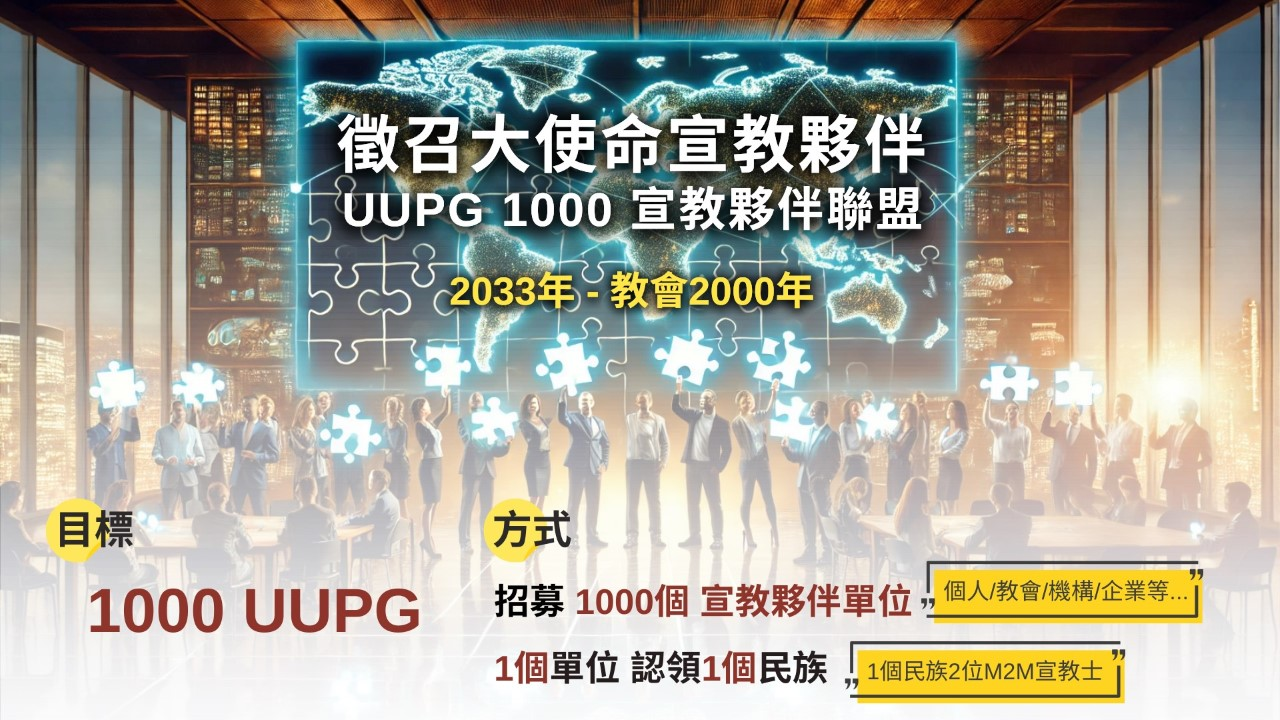 徵召大使命宣教夥伴
UUPG 1000 宣教夥伴聯盟
2033年 - 教會2000年
目標
1000 UUPG
方式
招募 1000個 宣教夥伴單位
個人/教會/機構/企業等...
1個單位 認領1個民族
1個民族2位M2M宣教士